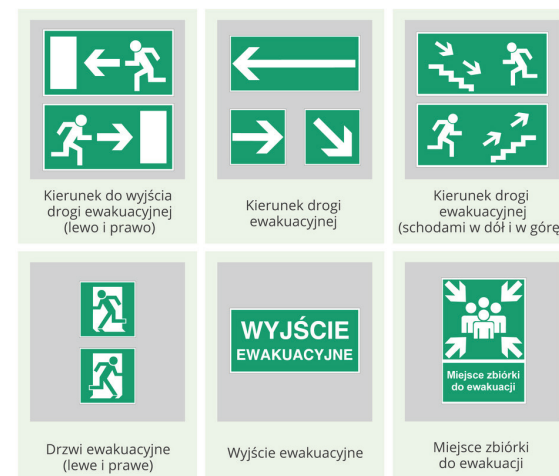 Kierunek do wyjścia
drogi ewakuacyjnej
(lewo i prawo)
Kierunek drogi
ewakuacyjnej
Kierunek drogi
ewakuacyjnej
(schodami w dół i w górę
WYJŚCIE
EWAKUACYJNE
Miejsce zbiórki
do ewakuacji
Drzwi ewakuacyjne
(lewe i prawe)
Wyjście ewakuacyjne
Miejsce zbiórki
do ewakuacji